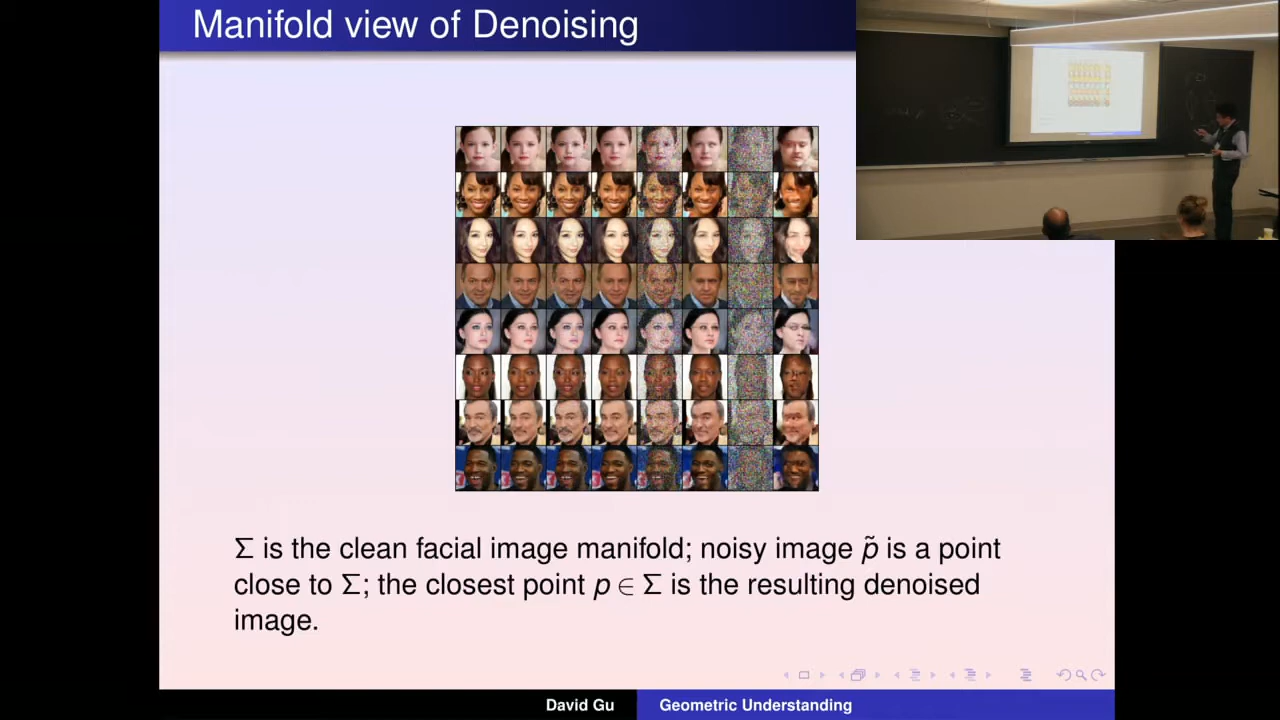 Manifold view of Denoising
Σ is the clean facial image manifold; noisy image p̃ is a point
close to Σ; the closest point p ∈ Σ is the resulting denoised
image.
David Gu
Geometric Understanding